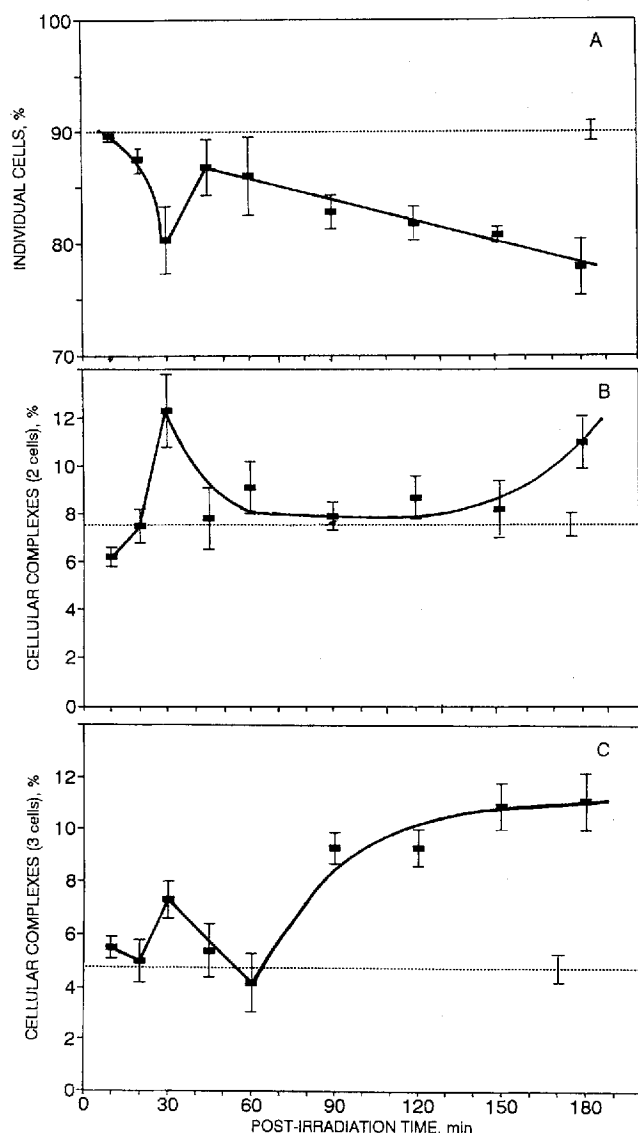 100
A
90
80
70
INDIVIDUAL CELLS, %
B
12
10
8
6
4
2
0
CELLULAR COMPLEXES (2 cells), %
C
12
10
8
6
4
2
0
CELLULAR COMPLEXES (3 cells), %
0 30 60 90 120 150 180
POST-IRRADIATION TIME, min